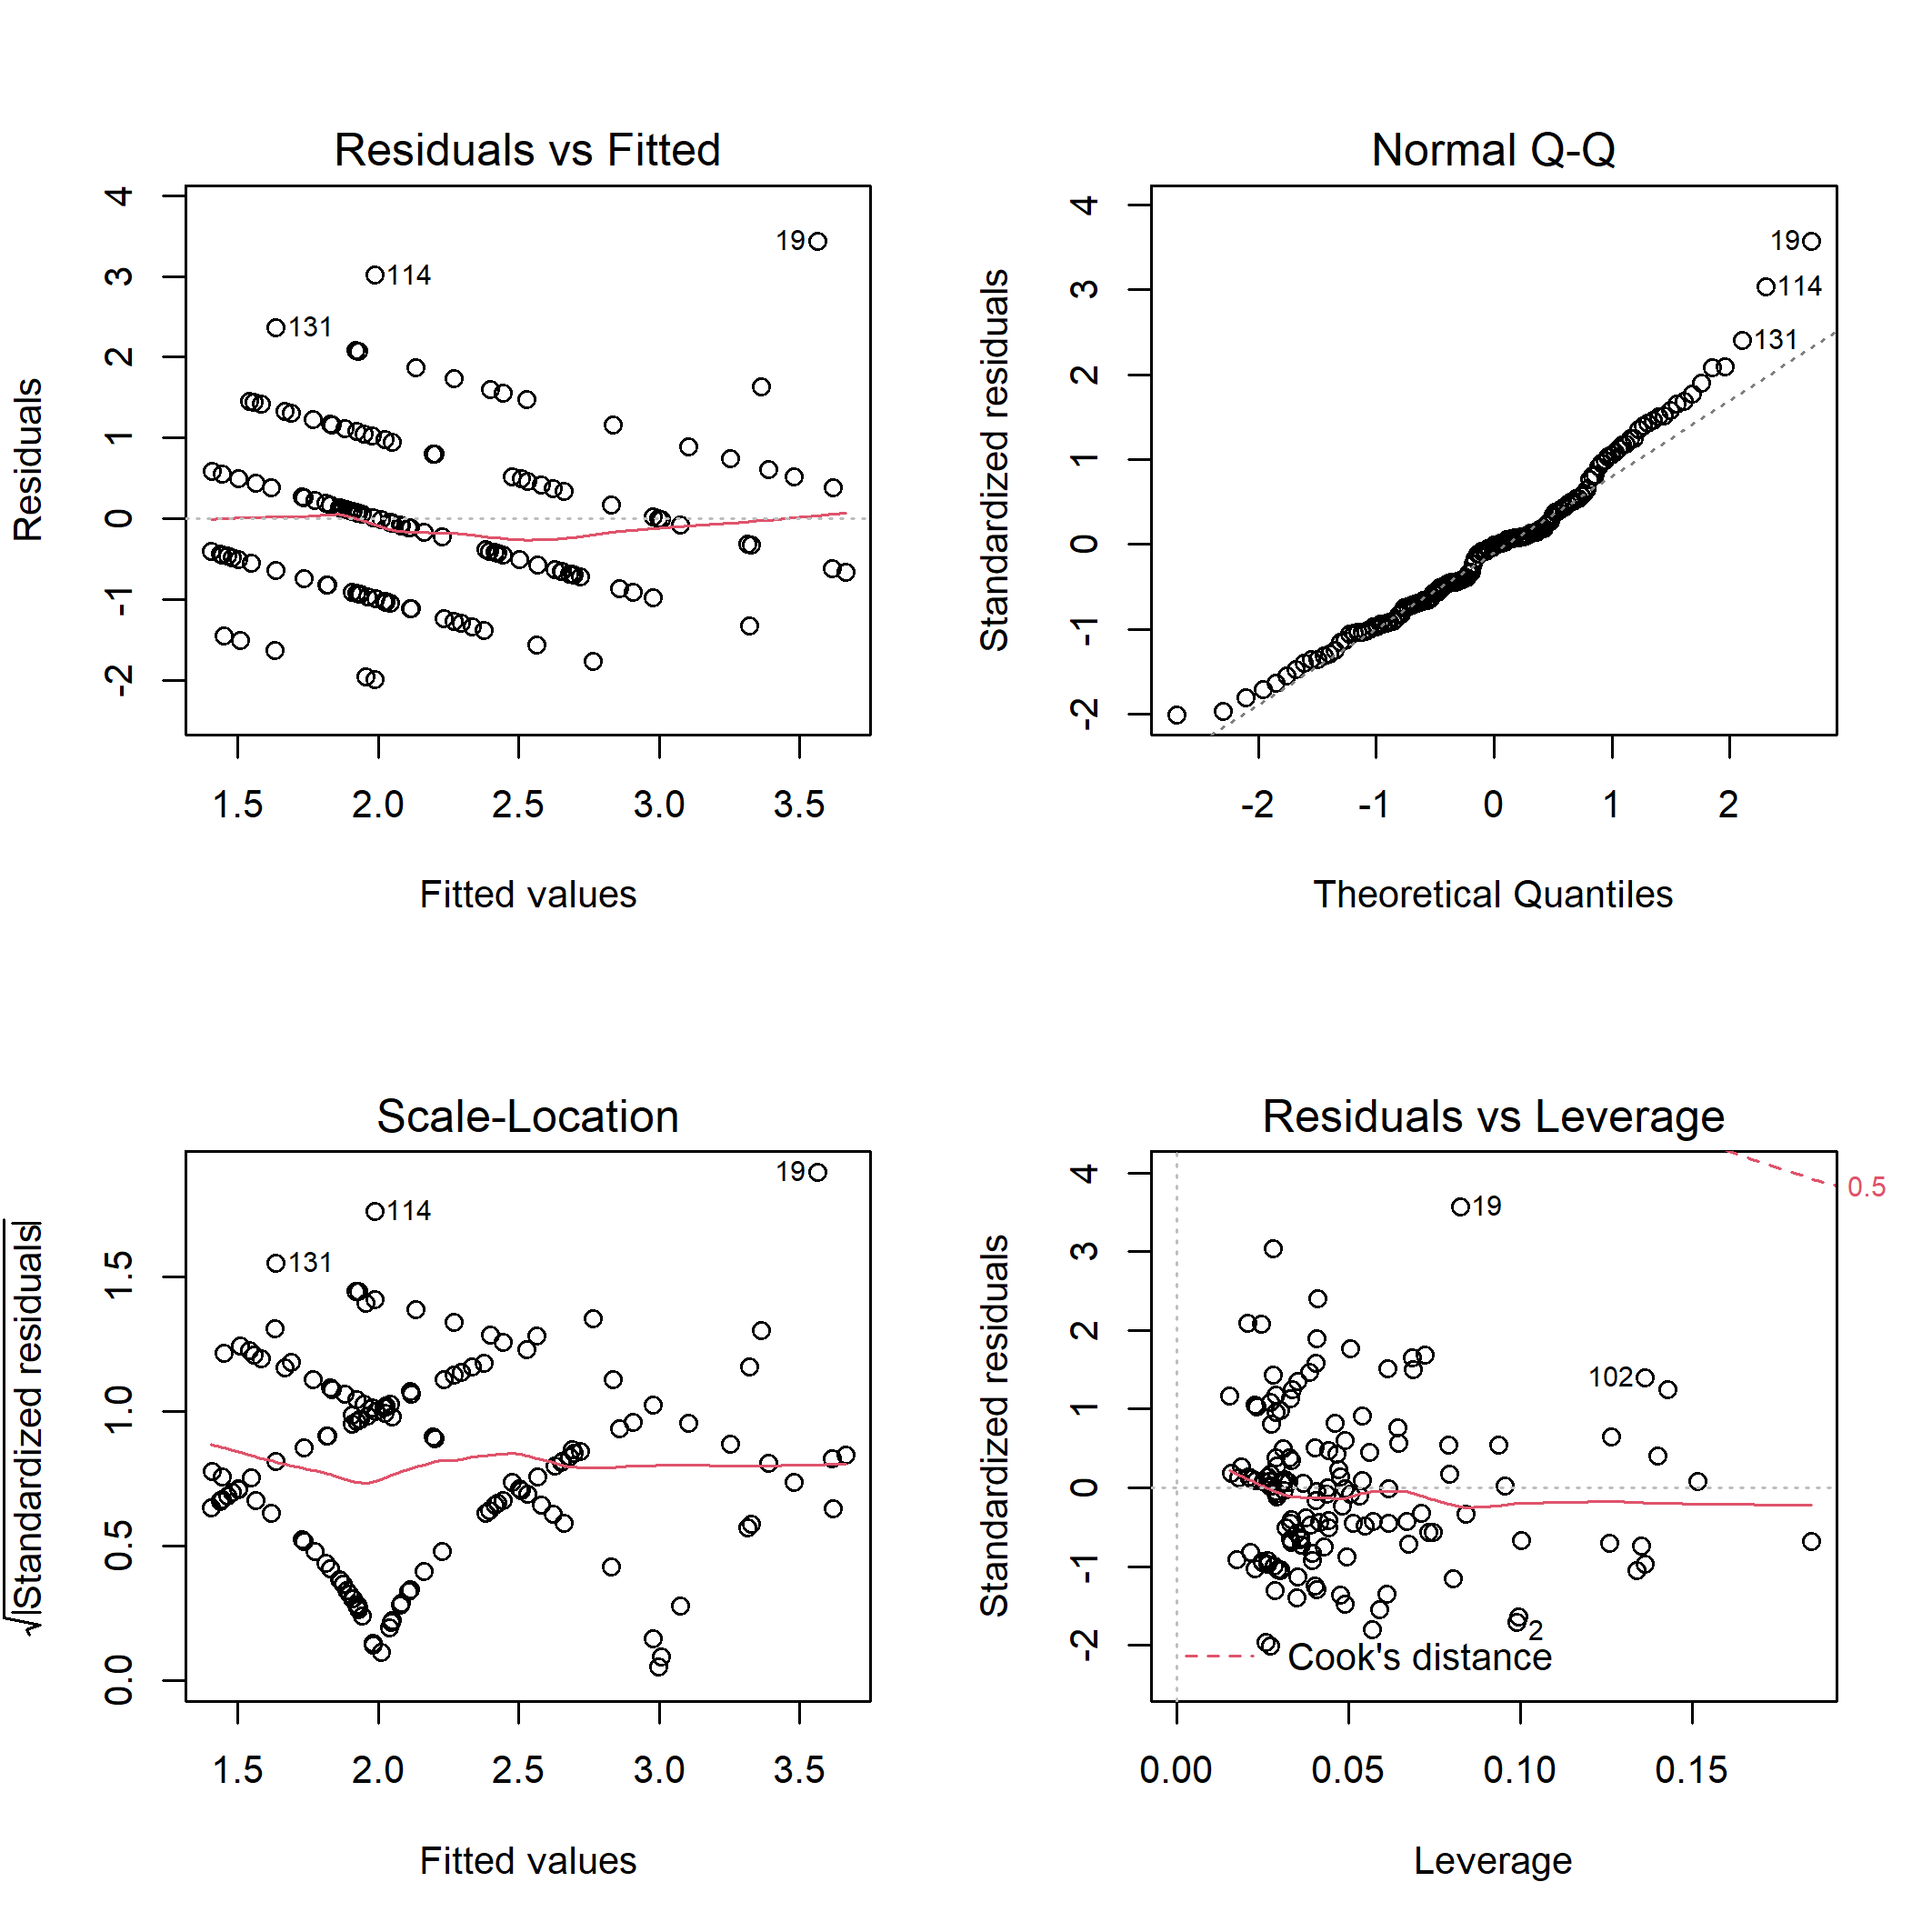 Residuals vs Fitted
Residuals
4
3
2
1
0
-1
-2
19
114
131
1.5 2.0 2.5 3.0 3.5
Fitted values
Normal Q-Q
Standardized residuals
4
3
2
1
0
-1
-2
19
114
131
-2 -1 0 1 2
Theoretical Quantiles
Scale-Location
√|Standardized residuals|
1.5
1.0
0.5
0.0
19
114
131
1.5 2.0 2.5 3.0 3.5
Fitted values
Residuals vs Leverage
Standardized residuals
4
3
2
1
0
-1
-2
0.5
19
102
2
Cook's distance
0.00 0.05 0.10 0.15
Leverage